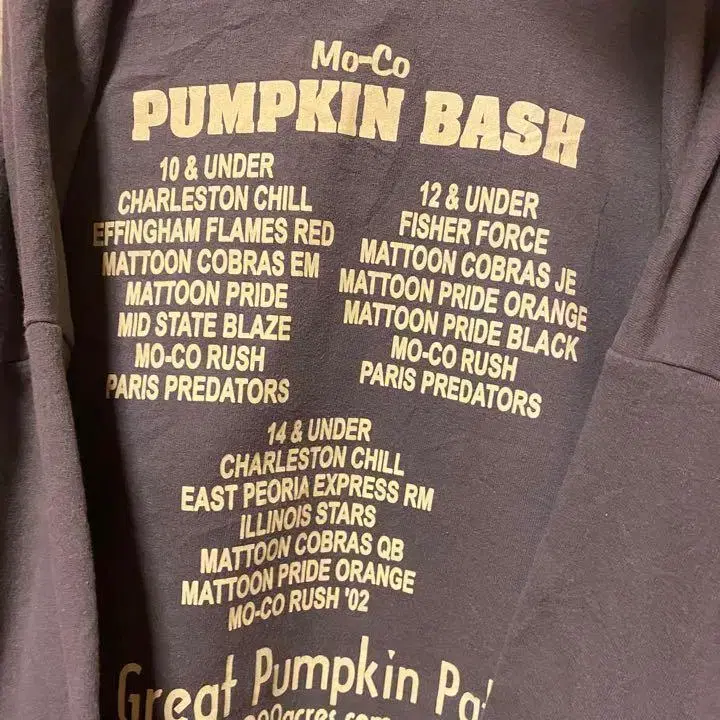 Mo-Co
PUMPKIN BASH
10 & UNDER
CHARLESTON CHILL
EFFINGHAM FLAMES RED
MATTOON COBRAS EM
MATTOON PRIDE
MID STATE BLAZE
MO-CO RUSH
PARIS PREDATORS
12 & UNDER
FISHER FORCE
MATTOON COBRAS JE
MATTOON PRIDE ORANGE
MATTOON PRIDE BLACK
MO-CO RUSH
PARIS PREDATORS
14 & UNDER
CHARLESTON CHILL
EAST PEORIA EXPRESS RM
ILLINOIS STARS
MATTOON COBRAS QB
MATTOON PRIDE ORANGE
MO-CO RUSH '02
Great Pumpkin